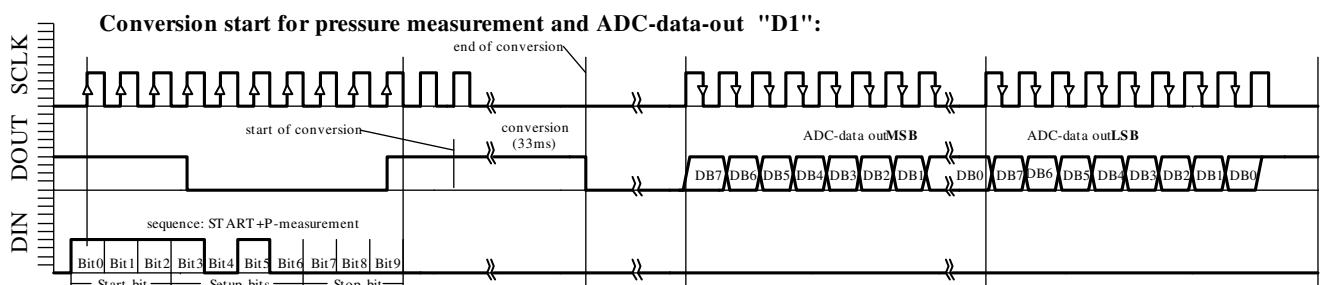 Conversion start for pressure measurement and ADC-data-out "D1":
end of conversion
SCLK
start of conversion
conversion
(33ms)
ADC-data outMSB
ADC-data outLSB
DOUT
DB7 DB6 DB5 DB4 DB3 DB2 DB1 DB0 DB7 DB6 DB5 DB4 DB3 DB2 DB1 DB0
sequence: START+P-measurement
DIN
Bit0 Bit1 Bit2 Bit3 Bit4 Bit5 Bit6 Bit7 Bit8 Bit9
Start-bit Setup-bits Stop-bit